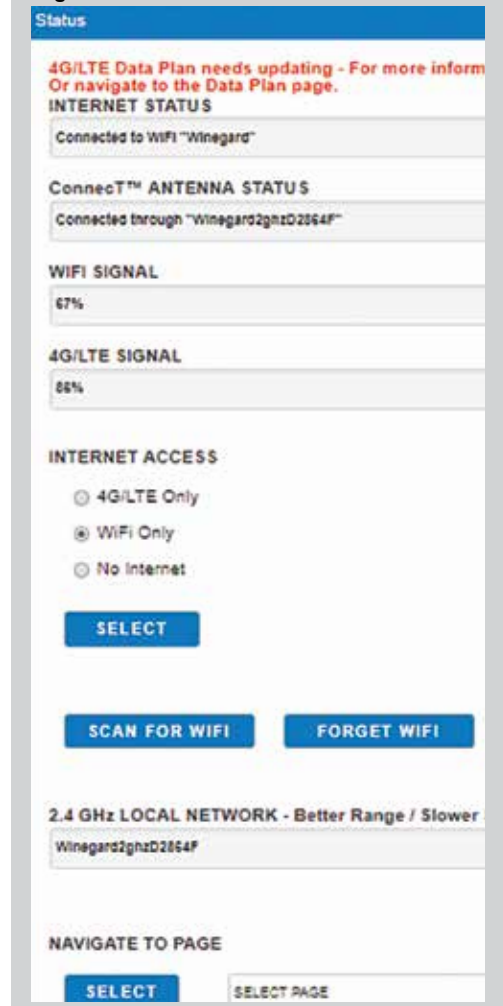 Status
4G/LTE Data Plan needs updating - For more inform
Or navigate to the Data Plan page.
INTERNET STATUS
Connected to WiFi "Winegard"
ConnecT™ ANTENNA STATUS
Connected through "Winegard2ghzD2864F"
WIFI SIGNAL
67%
4G/LTE SIGNAL
86%
INTERNET ACCESS
4G/LTE Only
WiFi Only
No Internet
SELECT
SCAN FOR WIFI FORGET WIFI
2.4 GHz LOCAL NETWORK - Better Range / Slower
Winegard2ghzD2864F
NAVIGATE TO PAGE
SELECT SELECT PAGE